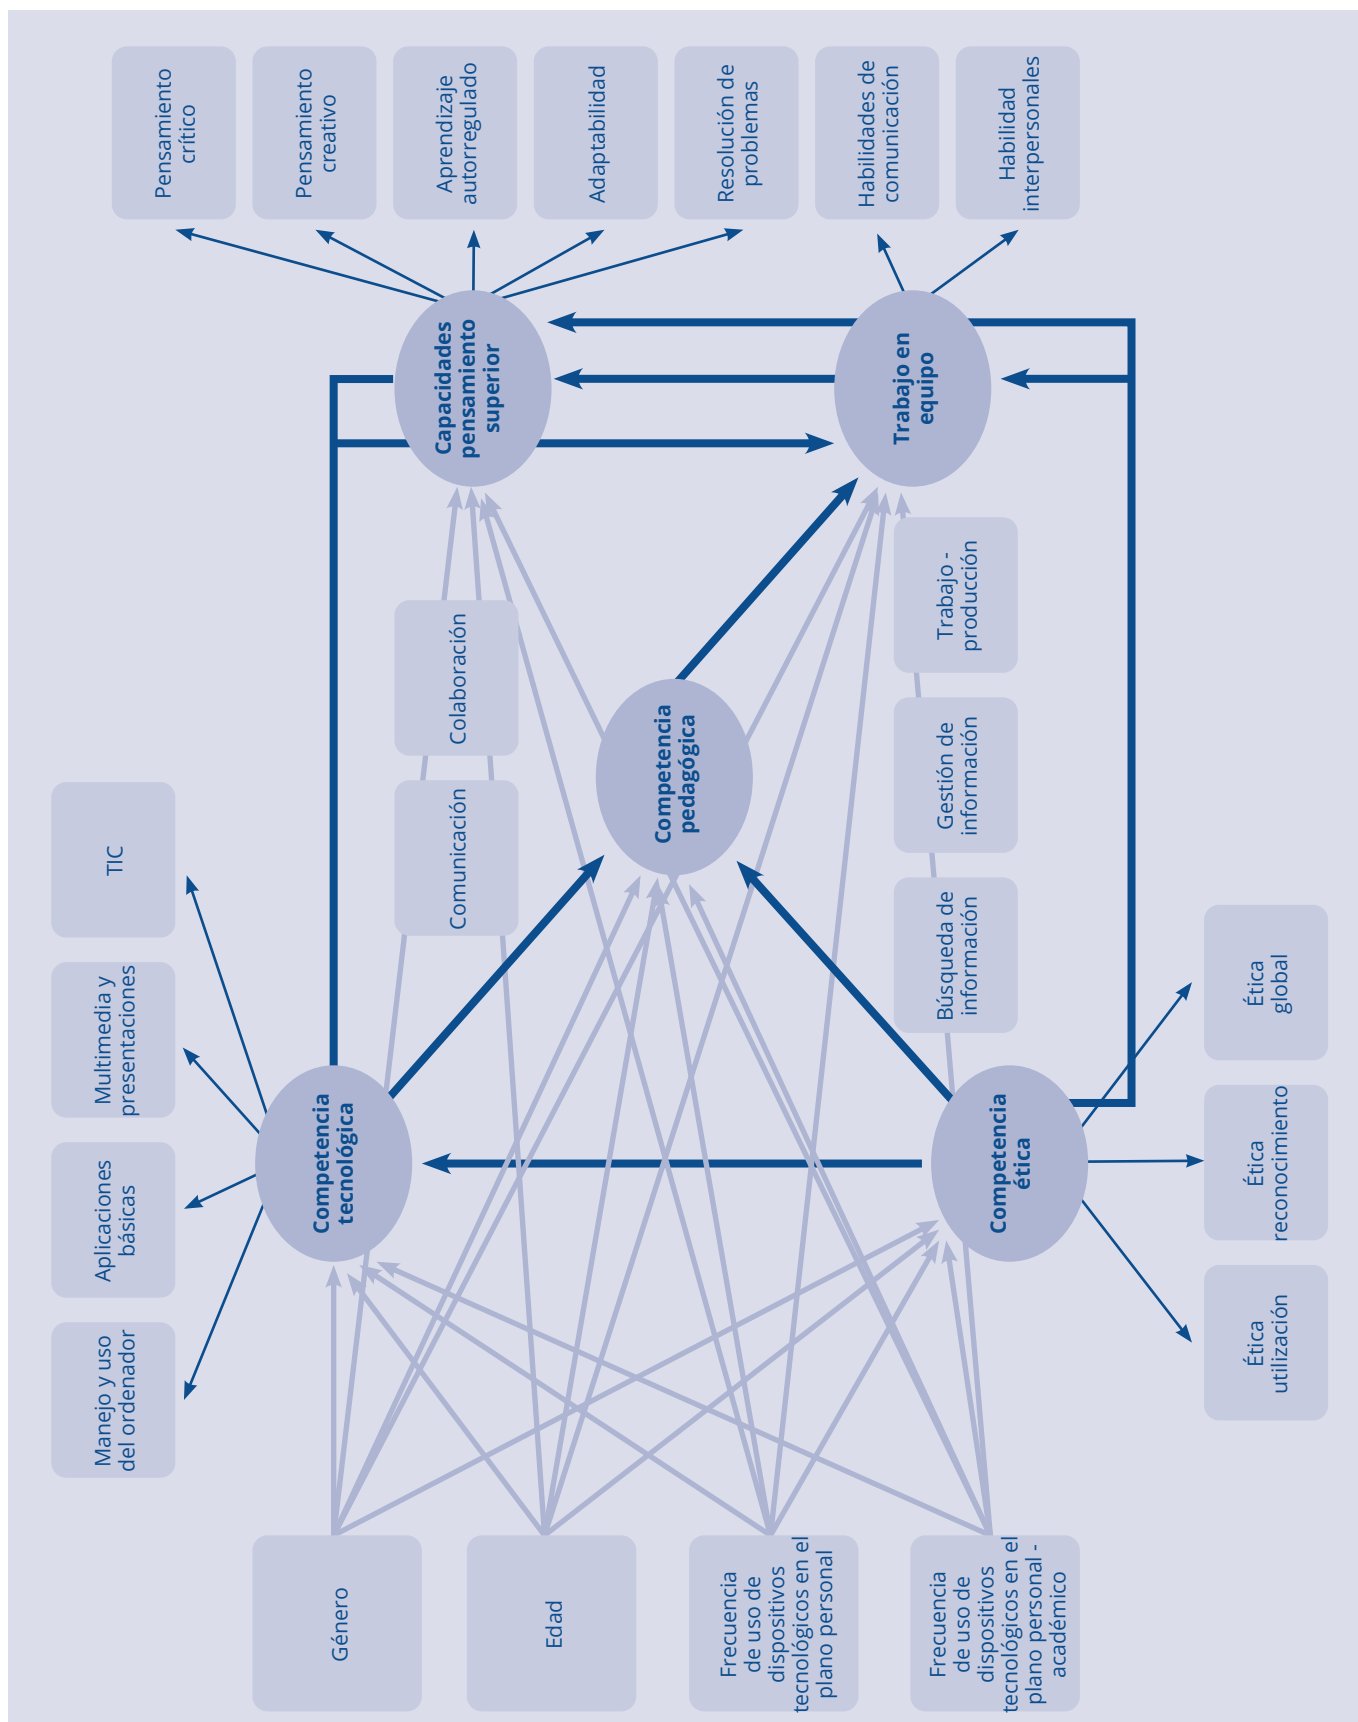 Pensamiento
crítico
Pensamiento
creativo
Aprendizaje
autorregulado
Adaptabilidad
Resolución de
problemas
Habilidades de
comunicación
Habilidad
interpersonales
Capacidades
pensamiento
superior
Trabajo en
equipo
Colaboración
Comunicación
Trabajo -
producción
Gestión de
información
Búsqueda de
información
Competencia
pedagógica
TIC
Multimedia y
presentaciones
Aplicaciones
básicas
Manejo y uso
del ordenador
Competencia
tecnológica
Competencia
ética
Ética
global
Ética
reconocimiento
Ética
utilización
Género
Edad
Frecuencia
de uso de
dispositivos
tecnológicos en el
plano personal
Frecuencia
de uso de
dispositivos
tecnológicos en el
plano personal -
académico